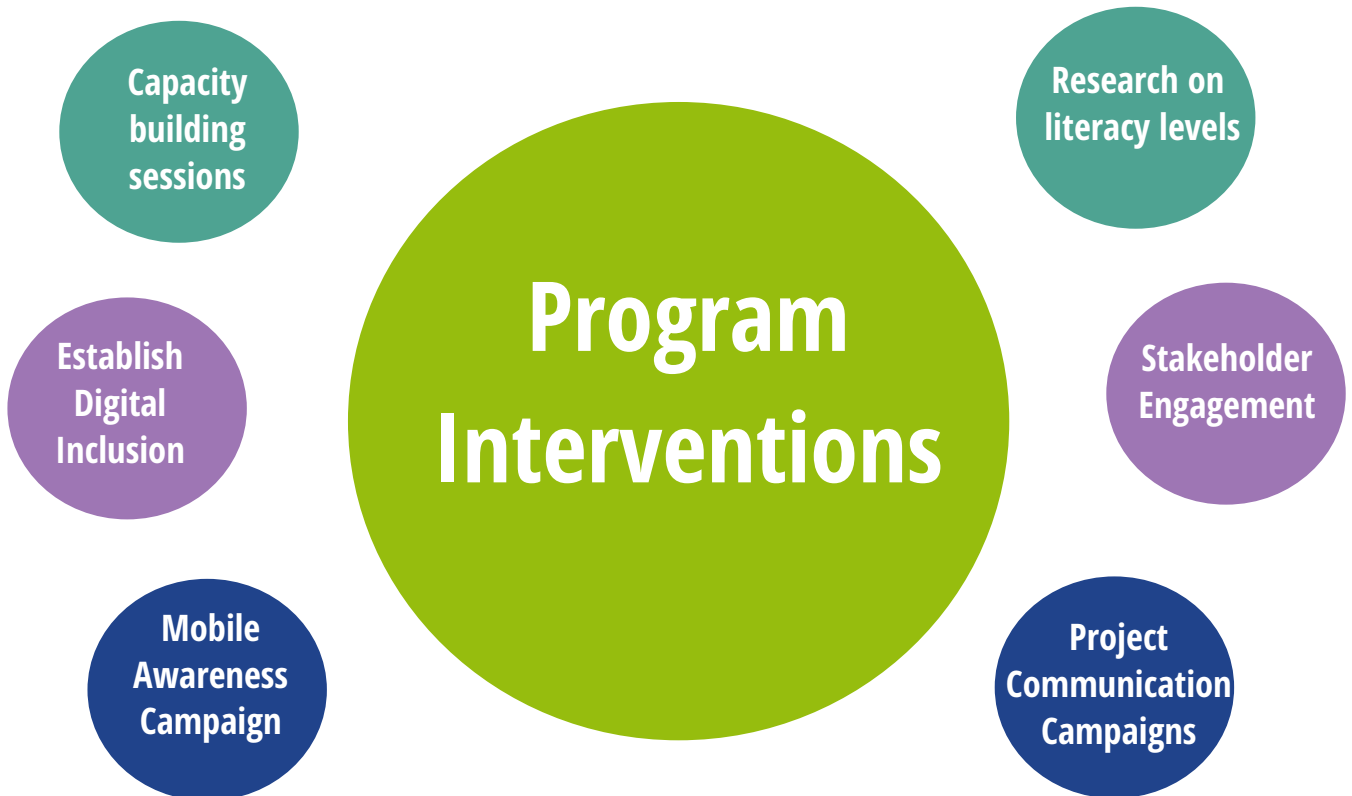 Capacity
building
sessions
Research on
literacy levels
Program
Interventions
Establish
Digital
Inclusion
Stakeholder
Engagement
Mobile
Awareness
Campaign
Project
Communication
Campaigns